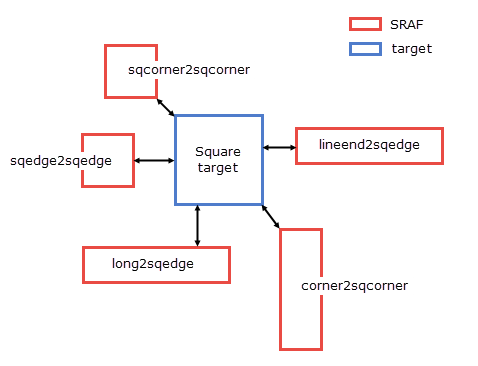 SRAF
target
sqcorner2sqcorner
Square
target
lineend2sqedge
sqedge2sqedge
long2sqedge
corner2sqcorner